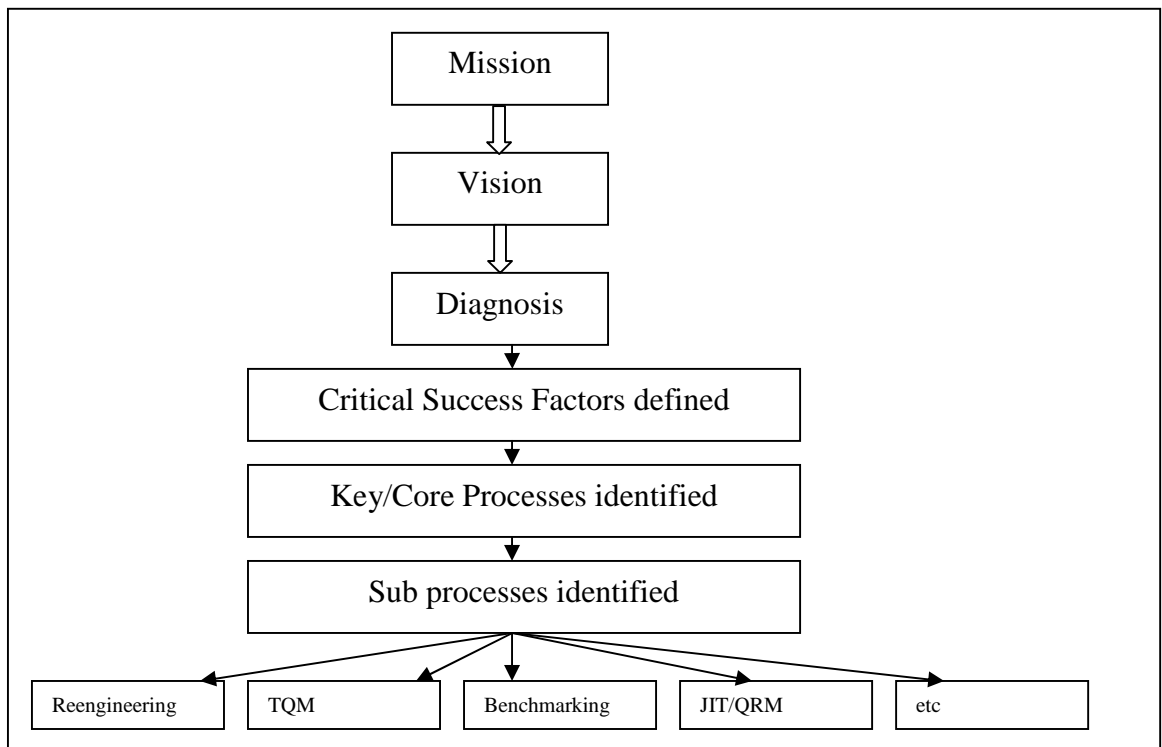 Mission
Vision
Diagnosis
Critical Success Factors defined
Key/Core Processes identified
Sub processes identified
Reengineering
TQM
Benchmarking
JIT/QRM
etc